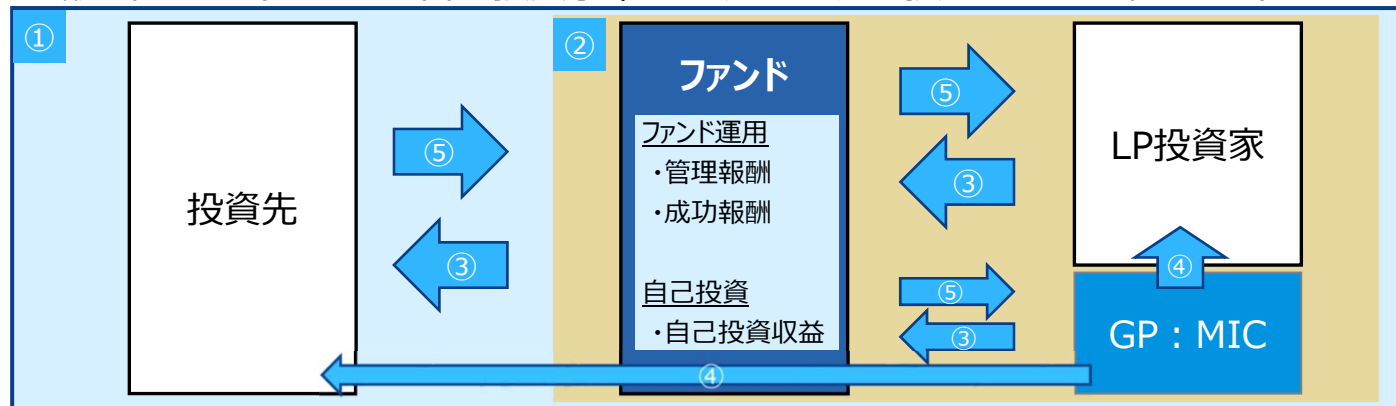 ①
投資先
⑤
③
②
ファンド
ファンド運用
・管理報酬
・成功報酬
自己投資
・自己投資収益
⑤
③
⑤
③
LP投資家
④
GP：MIC
④